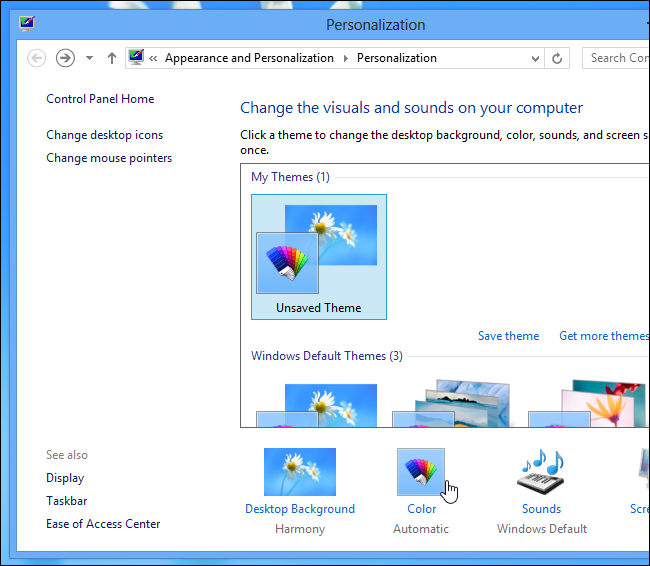 Personalization
« Appearance and Personalization Personalization
Search Con
Control Panel Home
Change desktop icons
Change mouse pointers
Change the visuals and sounds on your computer
Click a theme to change the desktop background, color, sounds, and screen s
once.
My Themes (1)
Unsaved Theme
Save theme Get more themes
Windows Default Themes (3)
See also
Display
Taskbar
Ease of Access Center
Desktop Background
Harmony
Color
Automatic
Sounds
Windows Default
Scre